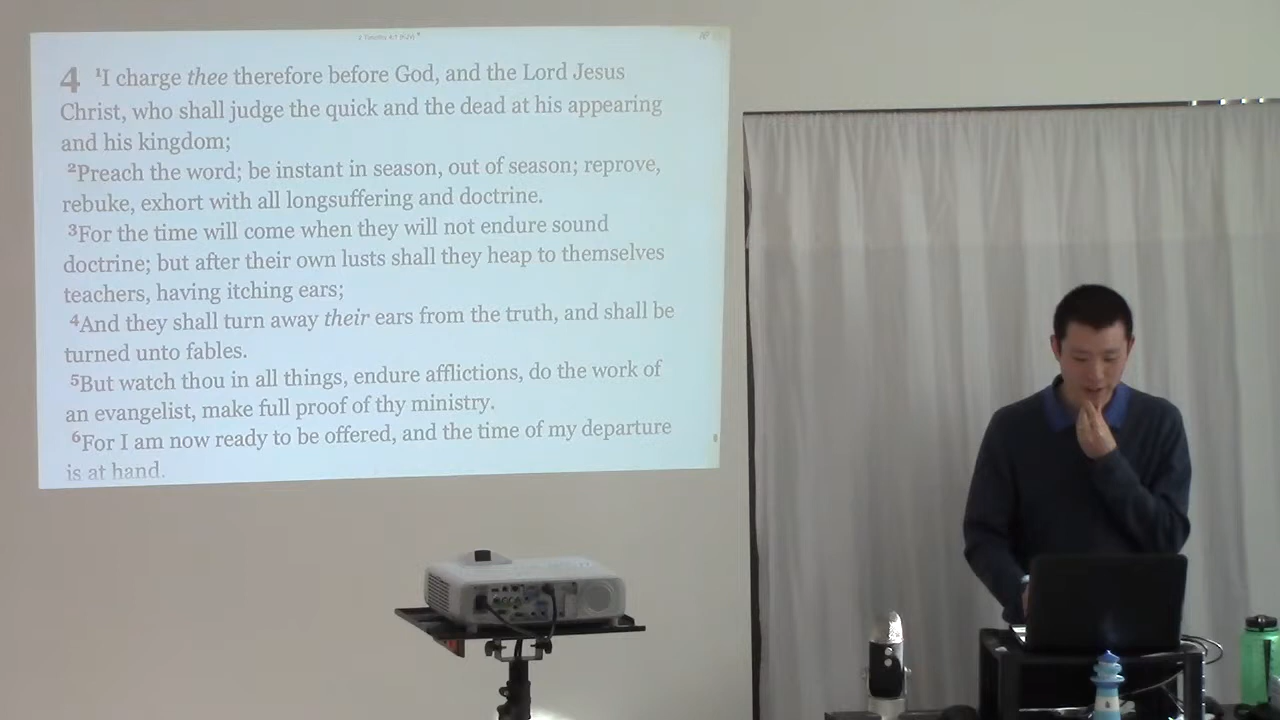 2 Timothy 4:1 (KJV)
4 1I charge thee therefore before God, and the Lord Jesus
Christ, who shall judge the quick and the dead at his appearing
and his kingdom;
2Preach the word; be instant in season, out of season; reprove,
rebuke, exhort with all longsuffering and doctrine.
3For the time will come when they will not endure sound
doctrine; but after their own lusts shall they heap to themselves
teachers, having itching ears;
4And they shall turn away their ears from the truth, and shall be
turned unto fables.
5But watch thou in all things, endure afflictions, do the work of
an evangelist, make full proof of thy ministry.
6For I am now ready to be offered, and the time of my departure
is at hand.